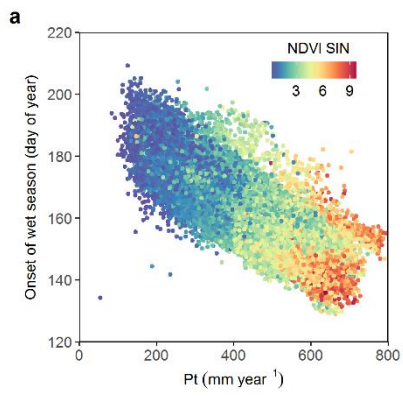 a
NDVI SIN
3 6 9
220
200
180
160
140
120
Onset of wet season (day of year)
0 200 400 600 800
Pt (mm year 1)